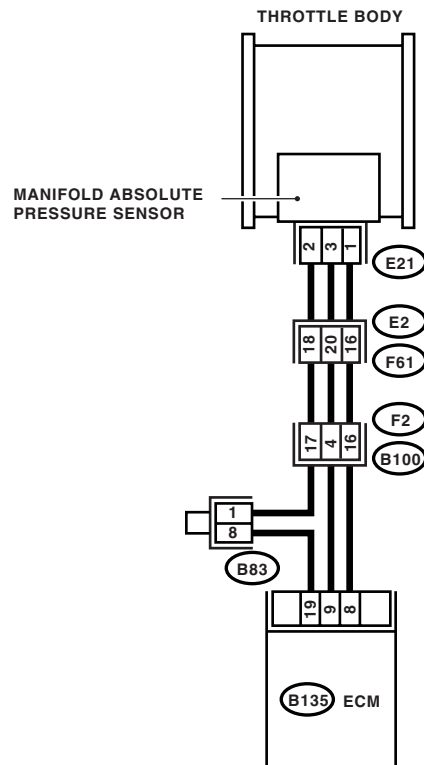 THROTTLE BODY
MANIFOLD ABSOLUTE
PRESSURE SENSOR
2 3 1
E21
E2
18 20 16
F61
F2
17 4 16
B100
1
8
B83
19 9 8
B135 ECM